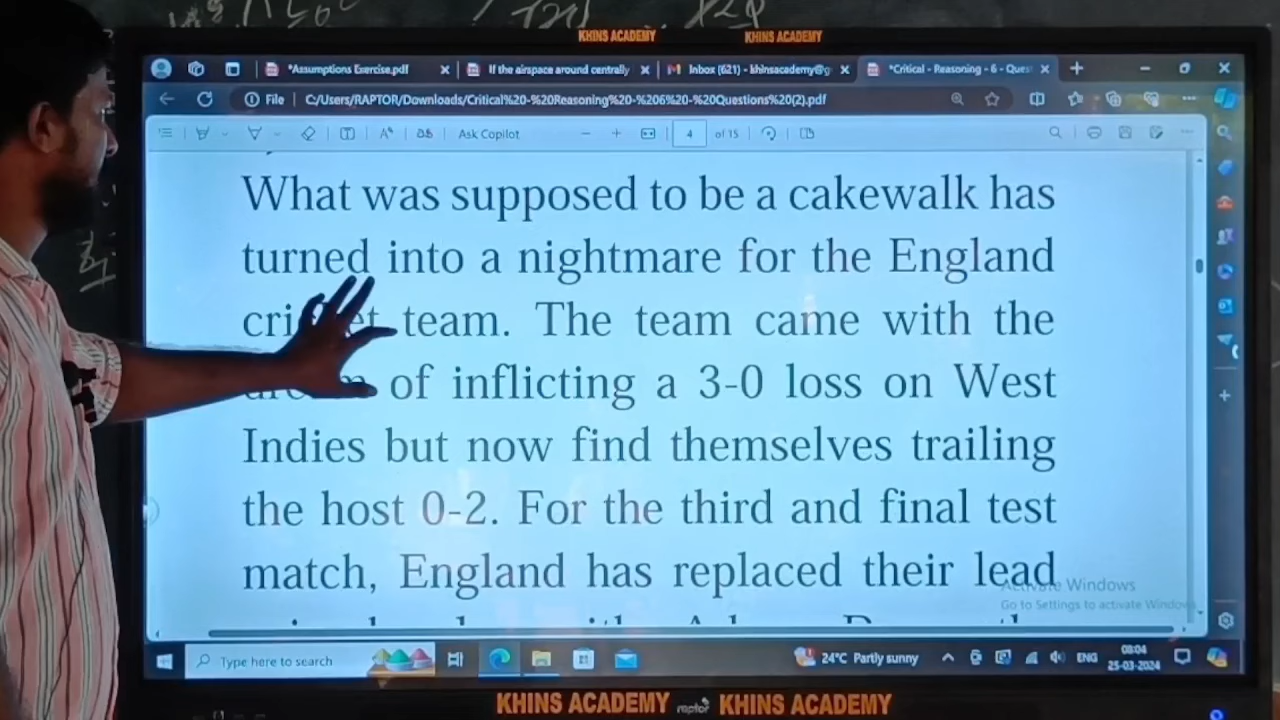 KHINS ACADEMY KHINS ACADEMY
*Assumptions Exercise.pdf If the airspace around centrally Inbox (621) - khinsacademy@g *Critical - Reasoning - 6 - Ques
File C:/Users/RAPTOR/Downloads/Critical%20-%20Reasoning%20-%206%20-%20Questions%20(2).pdf
Ask Copilot 4 of 15
What was supposed to be a cakewalk has
turned into a nightmare for the England
team. The team came with the
of inflicting a 3-0 loss on West
Indies but now find themselves trailing
the host 0-2. For the third and final test
match, England has replaced their lead
Activate Windows
Go to Settings to activate Windows
Type here to search 24°C Partly sunny ENG 08:04
25-03-2024
KHINS ACADEMY raptor KHINS ACADEMY